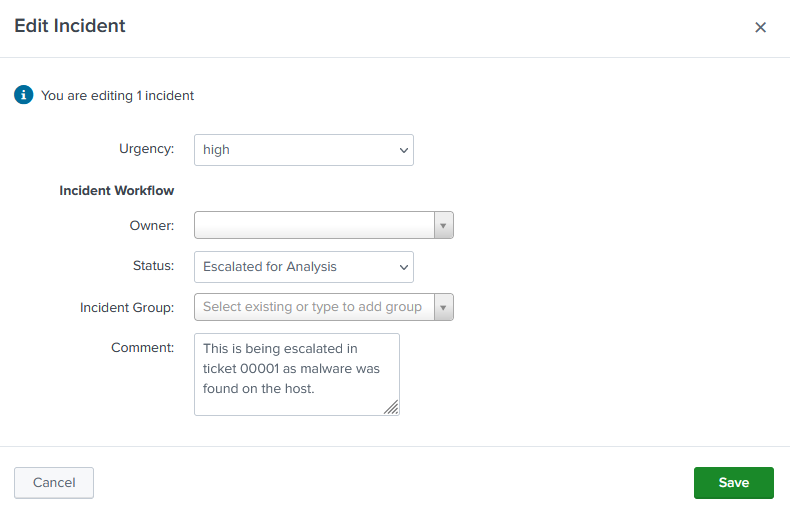 Edit Incident
You are editing 1 incident
Urgency: high
Incident Workflow
Owner:
Status: Escalated for Analysis
Incident Group: Select existing or type to add group
Comment: This is being escalated in
ticket 00001 as malware was
found on the host.
Cancel Save